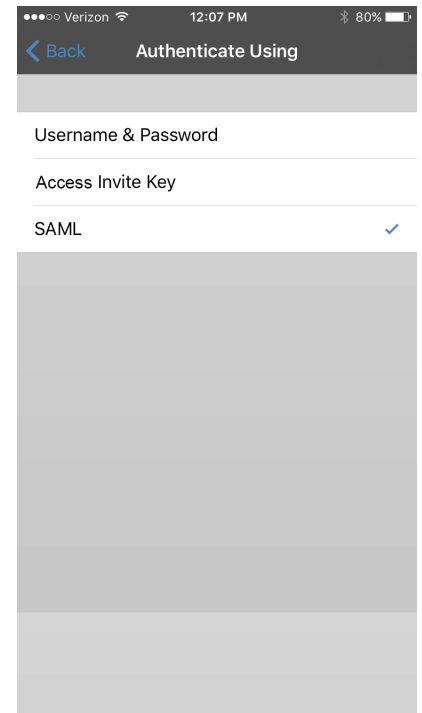 Verizon 12:07 PM 80%
Back Authenticate Using
Username & Password
Access Invite Key
SAML